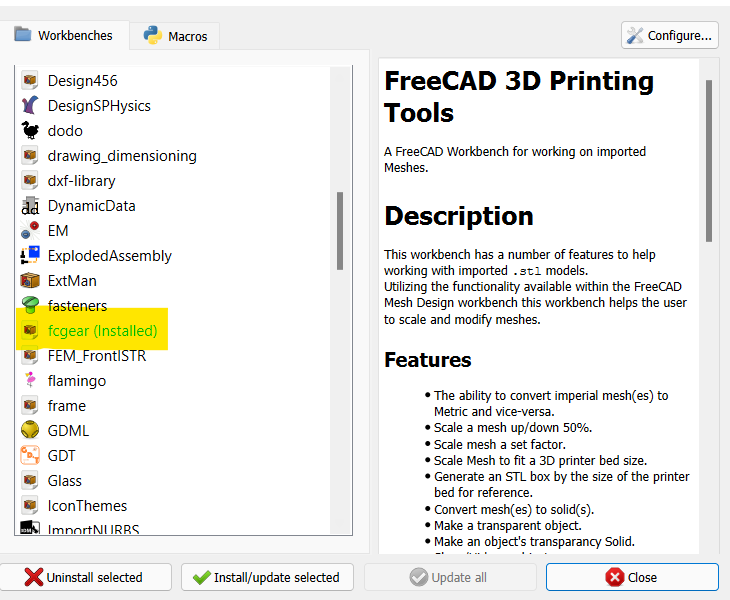 Workbenches
Macros
Configure...
Design456
DesignSPHysics
dodo
drawing_dimensioning
dxf-library
DynamicData
EM
ExplodedAssembly
ExtMan
fasteners
fcgear (Installed)
FEM_FrontISTR
flamingo
frame
GDML
GDT
Glass
IconThemes
ImportNURBS
FreeCAD 3D Printing
Tools
A FreeCAD Workbench for working on imported
Meshes.
Description
This workbench has a number of features to help
working with imported .stl models.
Utilizing the functionality available within the FreeCAD
Mesh Design workbench this workbench helps the user
to scale and modify meshes.
Features
• The ability to convert imperial mesh(es) to
Metric and vice-versa.
• Scale a mesh up/down 50%.
• Scale mesh a set factor.
• Scale Mesh to fit a 3D printer bed size.
• Generate an STL box by the size of the printer
bed for reference.
• Convert mesh(es) to solid(s).
• Make a transparent object.
• Make an object's transparancy Solid.
Uninstall selected
Install/update selected
Update all
Close